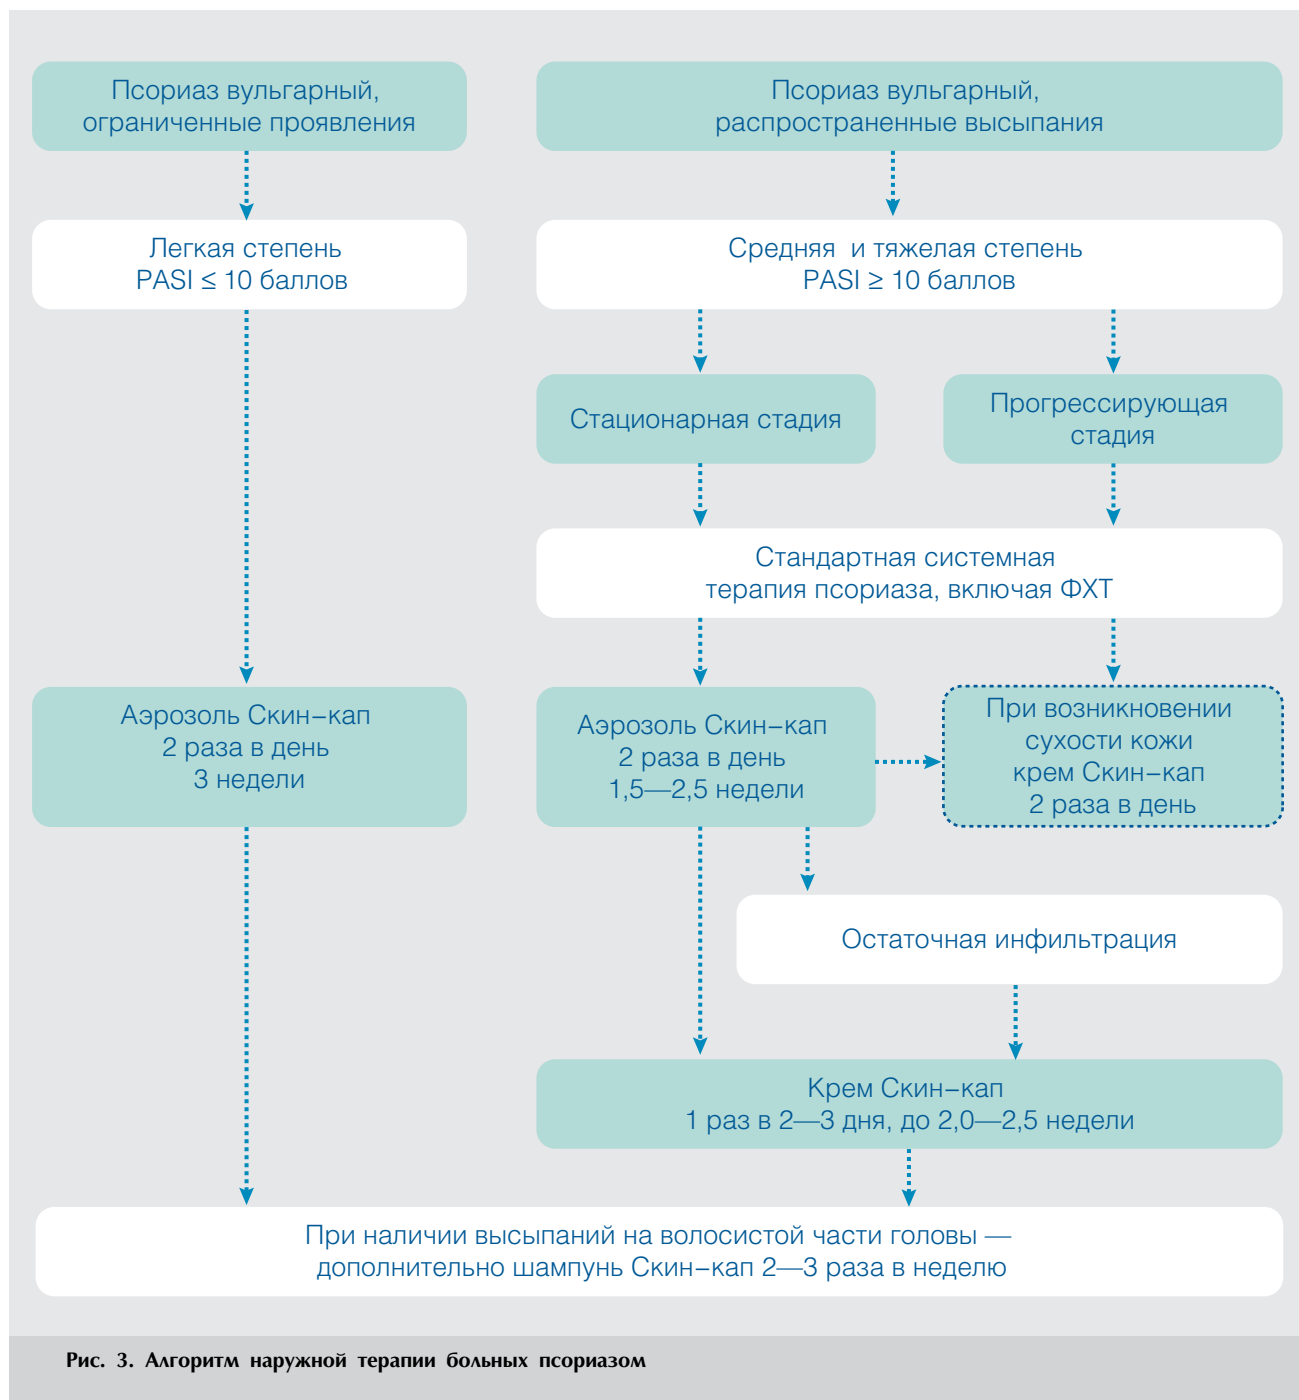 Псориаз вульгарный,
ограниченные проявления
Псориаз вульгарный,
распространенные высыпания
Легкая степень
PASI ≤ 10 баллов
Средняя и тяжелая степень
PASI ≥ 10 баллов
Стационарная стадия
Прогрессирующая
стадия
Стандартная системная
терапия псориаза, включая ФХТ
Аэрозоль Скин–кап
2 раза в день
3 недели
Аэрозоль Скин–кап
2 раза в день
1,5—2,5 недели
При возникновении
сухости кожи
крем Скин–кап
2 раза в день
Остаточная инфильтрация
Крем Скин–кап
1 раз в 2—3 дня, до 2,0—2,5 недели
При наличии высыпаний на волосистой части головы —
дополнительно шампунь Скин–кап 2—3 раза в неделю
Рис. 3. Алгоритм наружной терапии больных псориазом